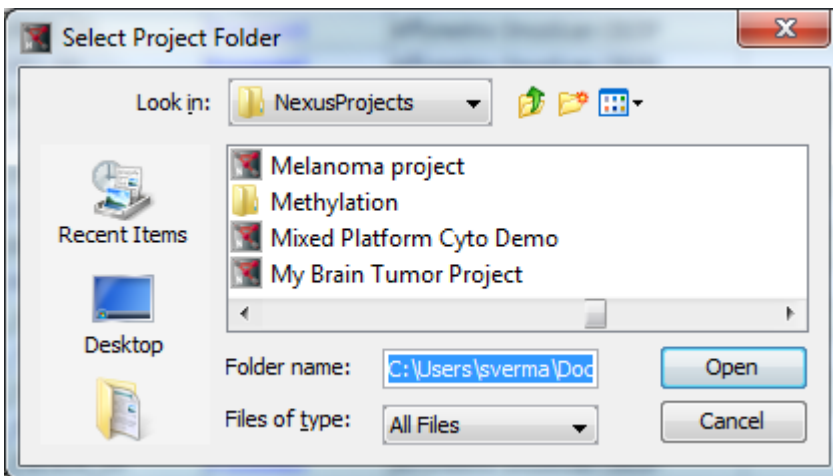 Select Project Folder
Look in:
NexusProjects
Melanoma project
Methylation
Mixed Platform Cyto Demo
My Brain Tumor Project
Recent Items
Desktop
Folder name:
C:\Users\sverma\Doc
Open
Files of type:
All Files
Cancel